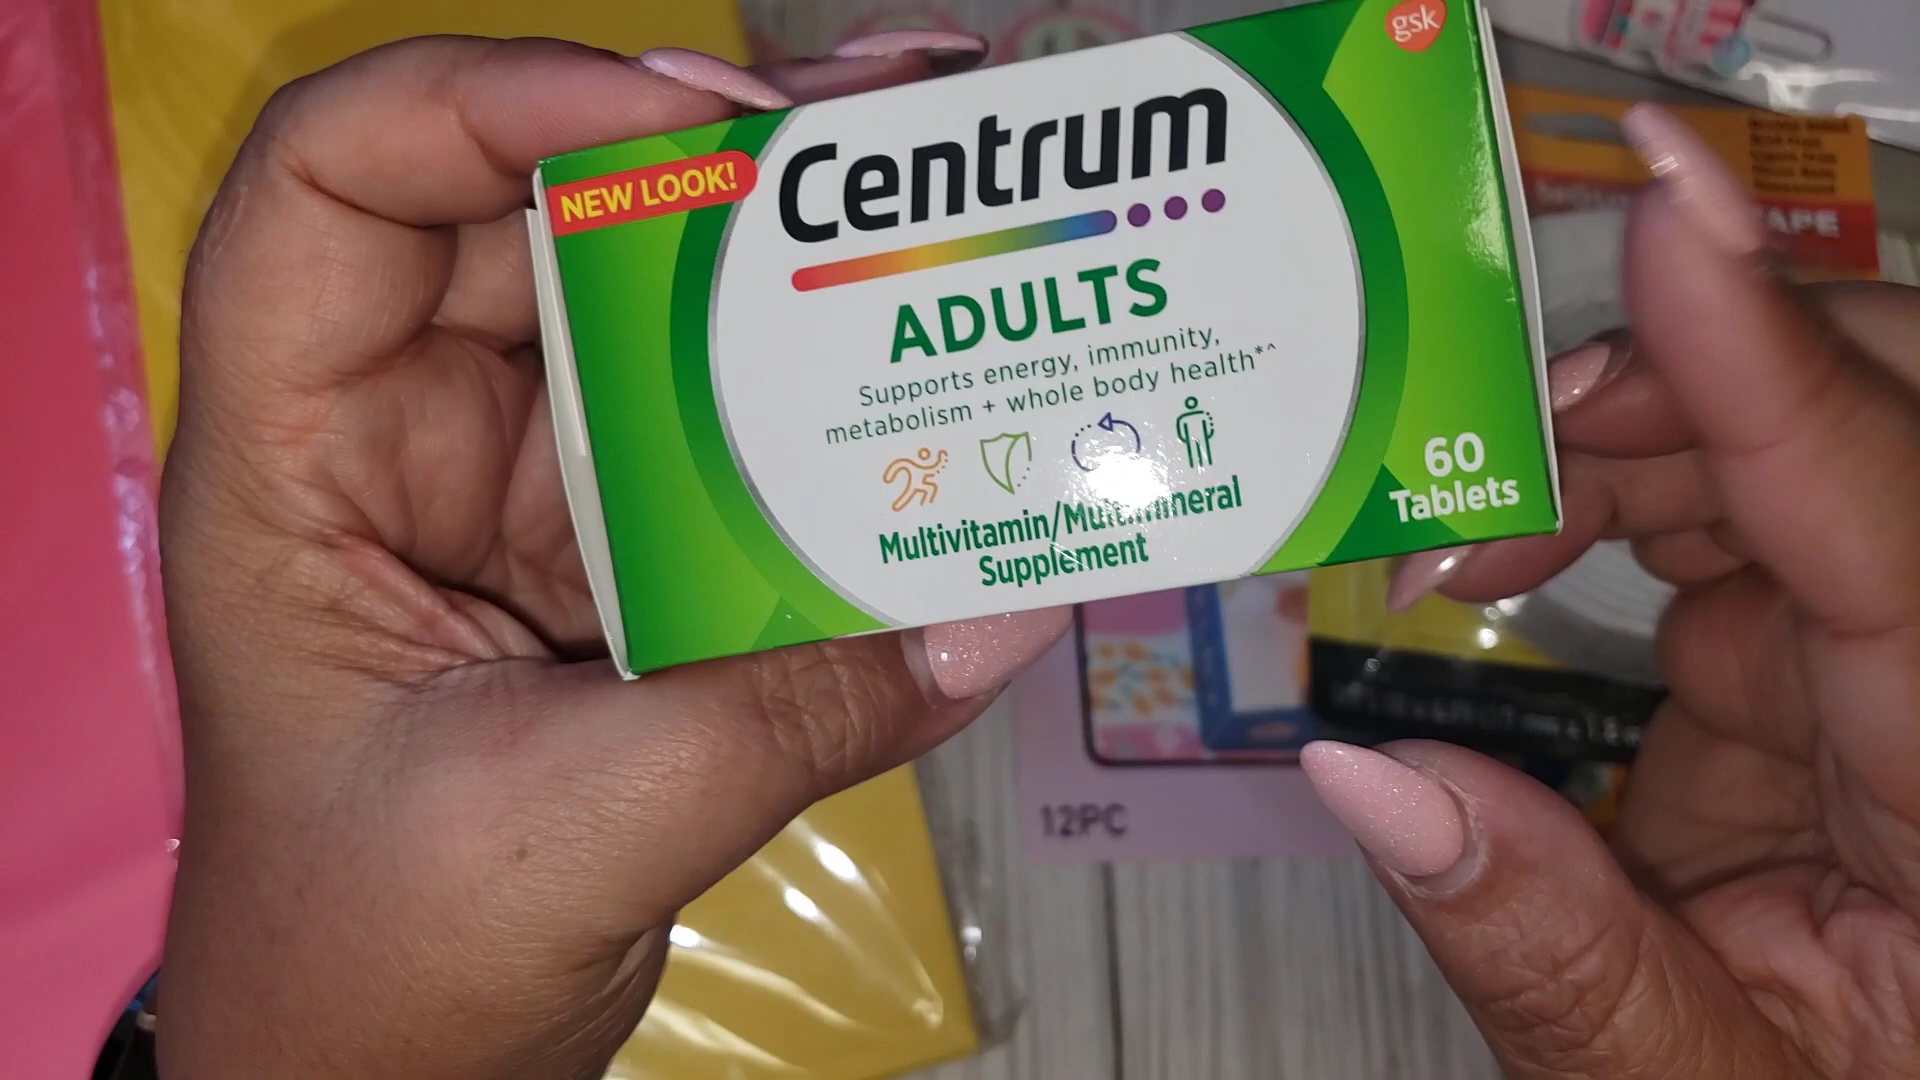 gsk
NEW LOOK!
Centrum
ADULTS
Supports energy, immunity,
metabolism + whole body health*^
Multivitamin/Multimineral
Supplement
60
Tablets
TAPE
12PC